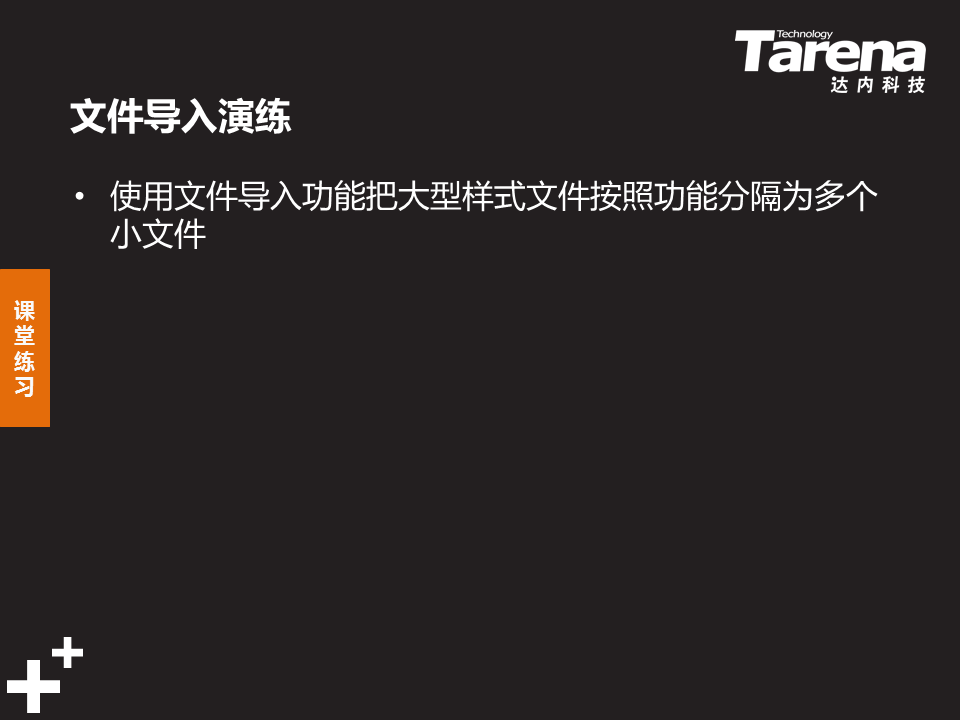 Technology
Tarena
达内科技
文件导入演练
• 使用文件导入功能把大型样式文件按照功能分隔为多个
小文件
课
堂
练
习